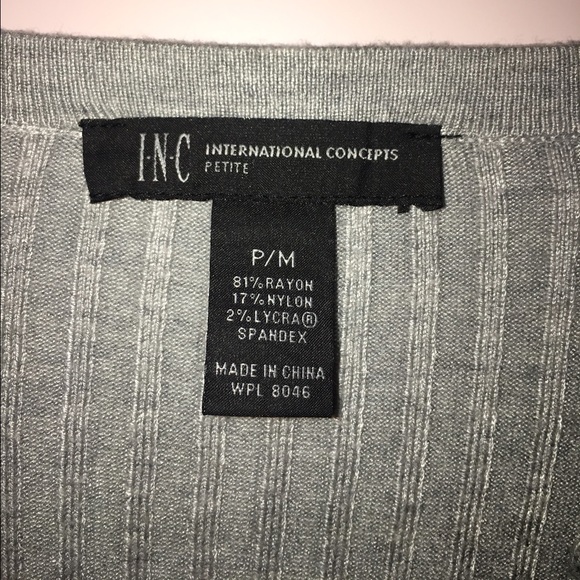 I·N·C INTERNATIONAL CONCEPTS
PETITE
P/M
81% RAYON
17% NYLON
2% LYCRA®
SPANDEX
MADE IN CHINA
WPL 8046